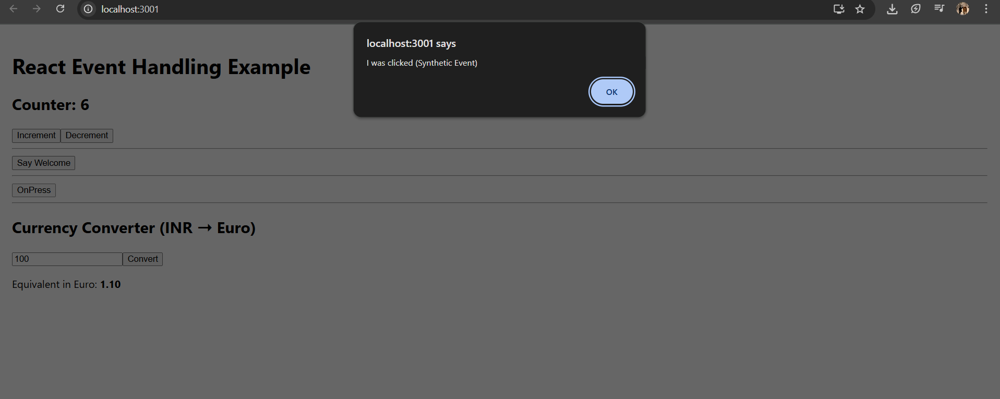 localhost:3001
localhost:3001 says
I was clicked (Synthetic Event)
OK
React Event Handling Example
Counter: 6
Increment Decrement
Say Welcome
OnPress
Currency Converter (INR → Euro)
100 Convert
Equivalent in Euro: 1.10